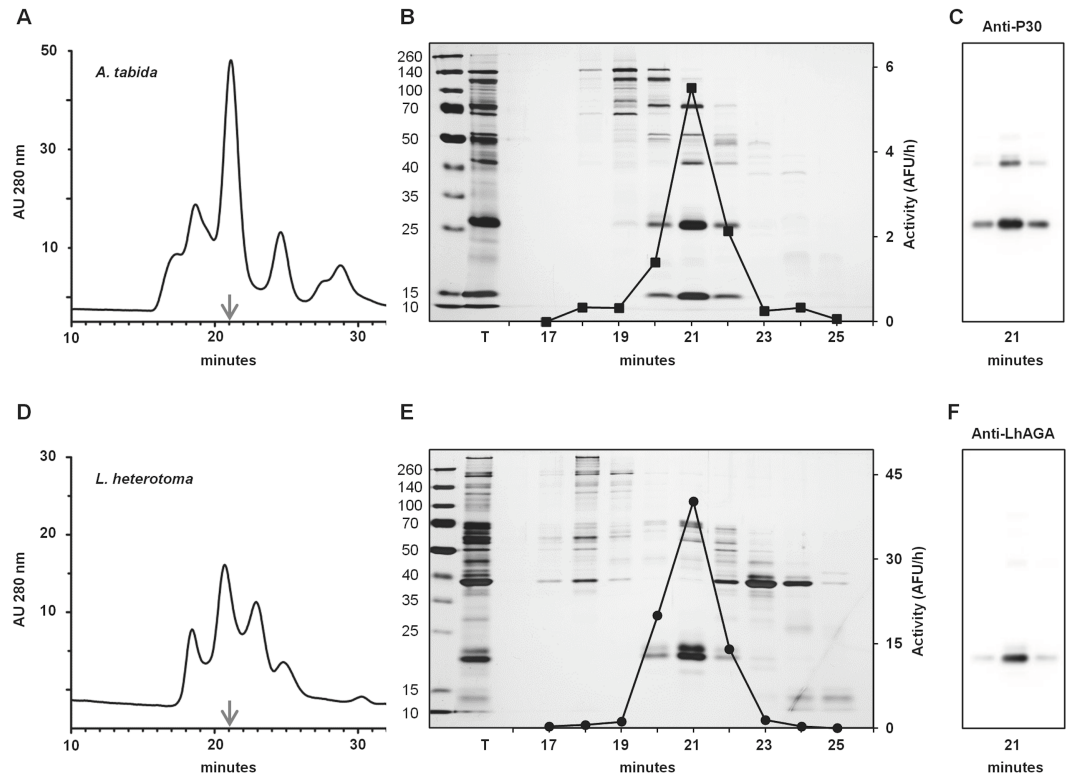 A
B
C
Anti-P30
A. tabida
50
30
10
AU 280 nm
10
20
30
minutes
260
140
100
70
50
40
35
25
15
10
6
4
2
0
Activity (AFU/h)
T
17
19
21
23
25
minutes
21
minutes
D
E
F
Anti-LhAGA
L. heterotoma
30
20
10
AU 280 nm
10
20
30
minutes
260
140
100
70
50
40
35
25
15
10
45
30
15
0
Activity (AFU/h)
T
17
19
21
23
25
minutes
21
minutes